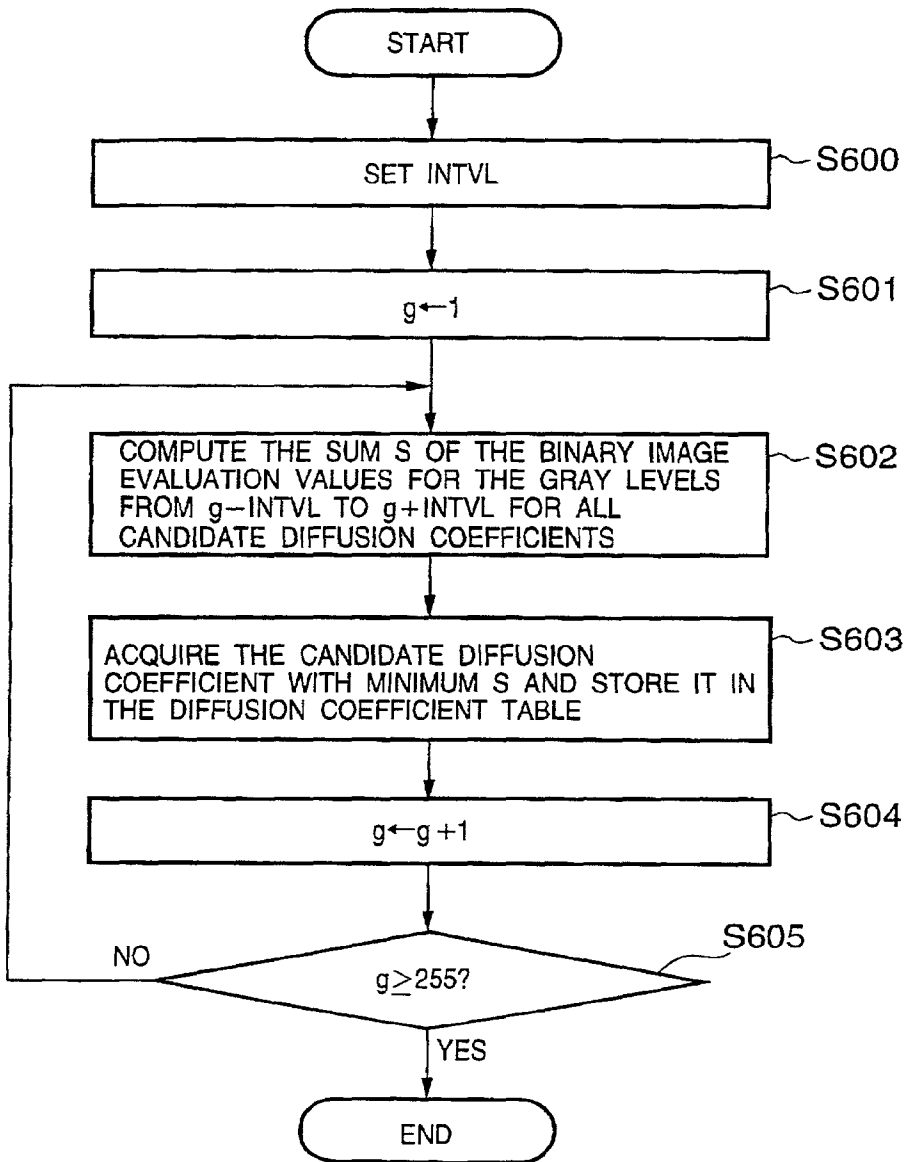 START
SET INTVL
S600
g←1
S601
COMPUTE THE SUM S OF THE BINARY IMAGE
EVALUATION VALUES FOR THE GRAY LEVELS
FROM g−INTVL TO g+INTVL FOR ALL
CANDIDATE DIFFUSION COEFFICIENTS
S602
ACQUIRE THE CANDIDATE DIFFUSION
COEFFICIENT WITH MINIMUM S AND STORE IT IN
THE DIFFUSION COEFFICIENT TABLE
S603
g←g+1
S604
S605
NO
g≥255?
YES
END